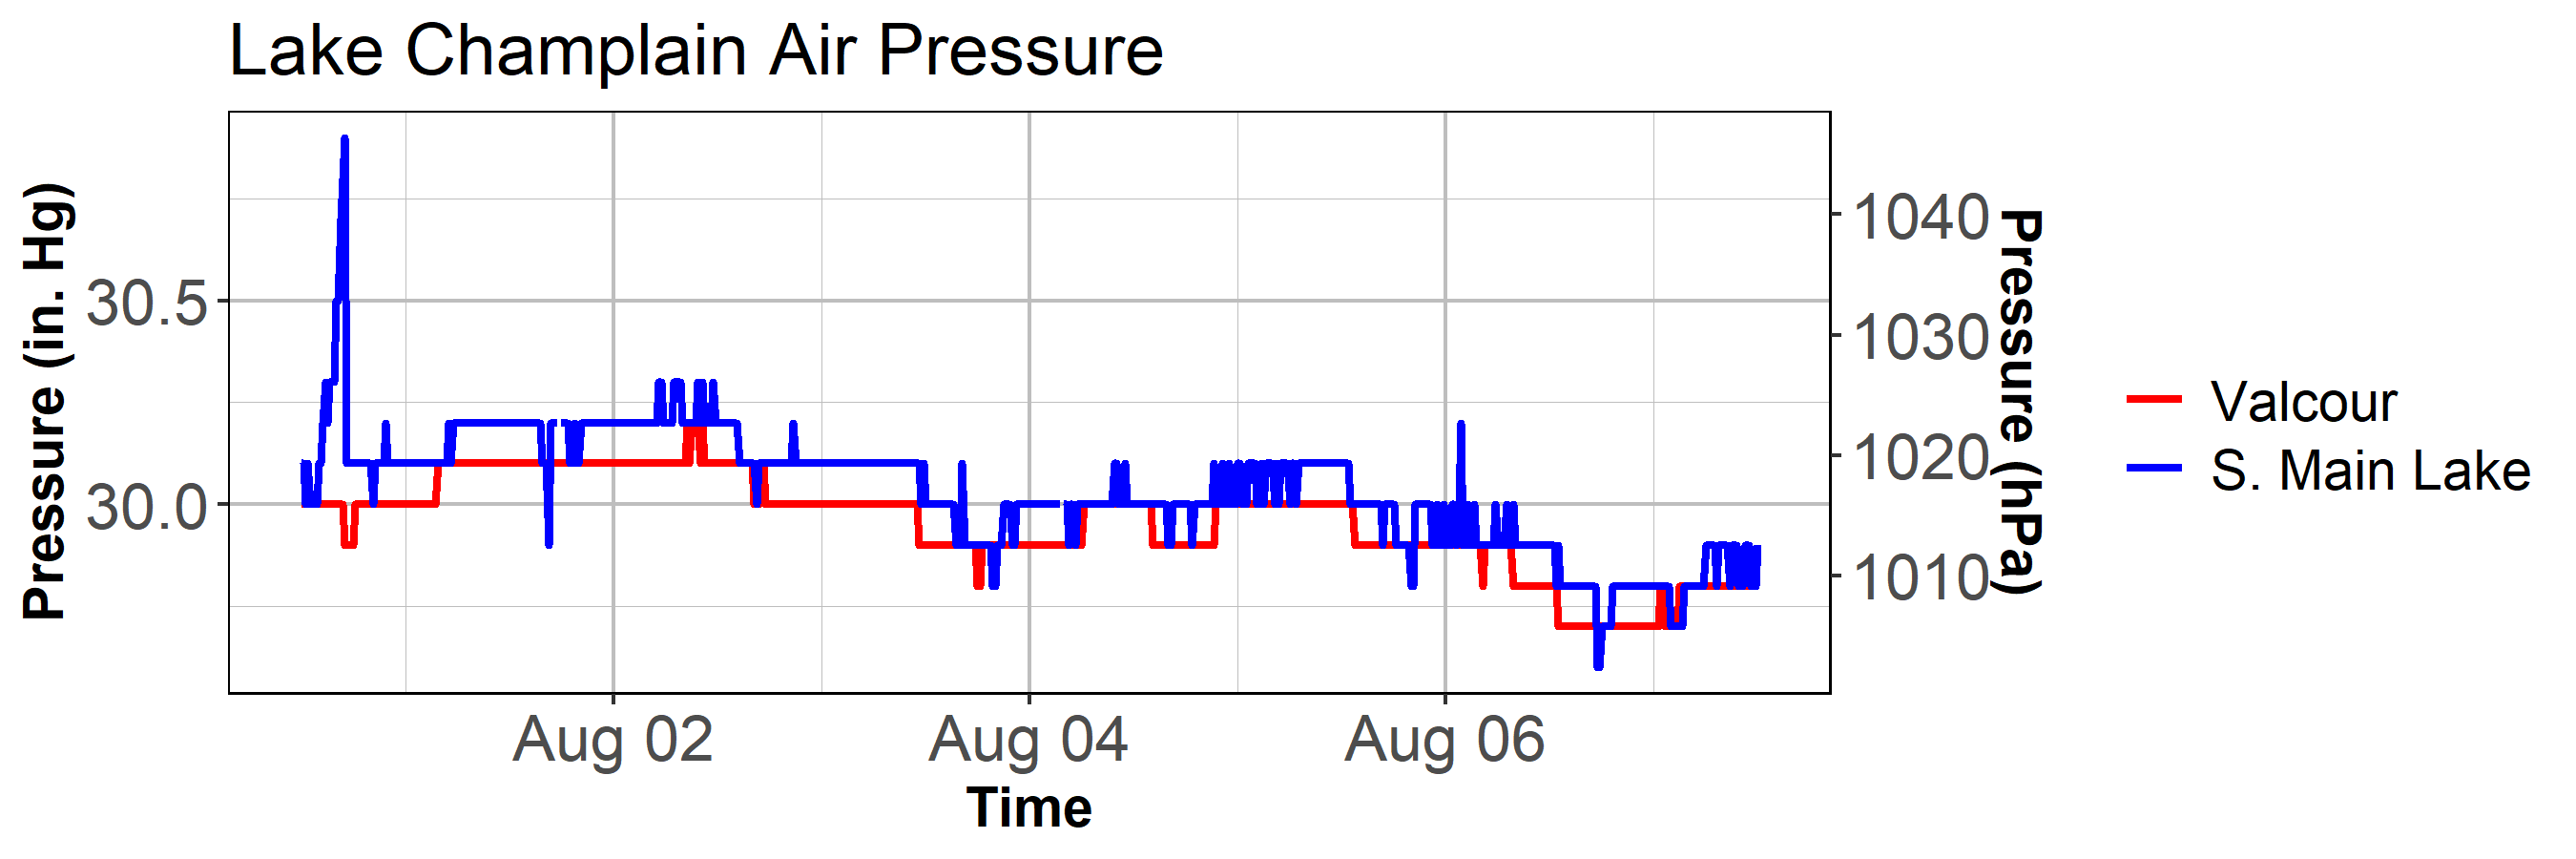 Lake Champlain Air Pressure
Pressure (in. Hg)
30.5
30.0
1040
1030
1020
1010
Pressure (hPa)
Valcour
S. Main Lake
Aug 02
Aug 04
Aug 06
Time